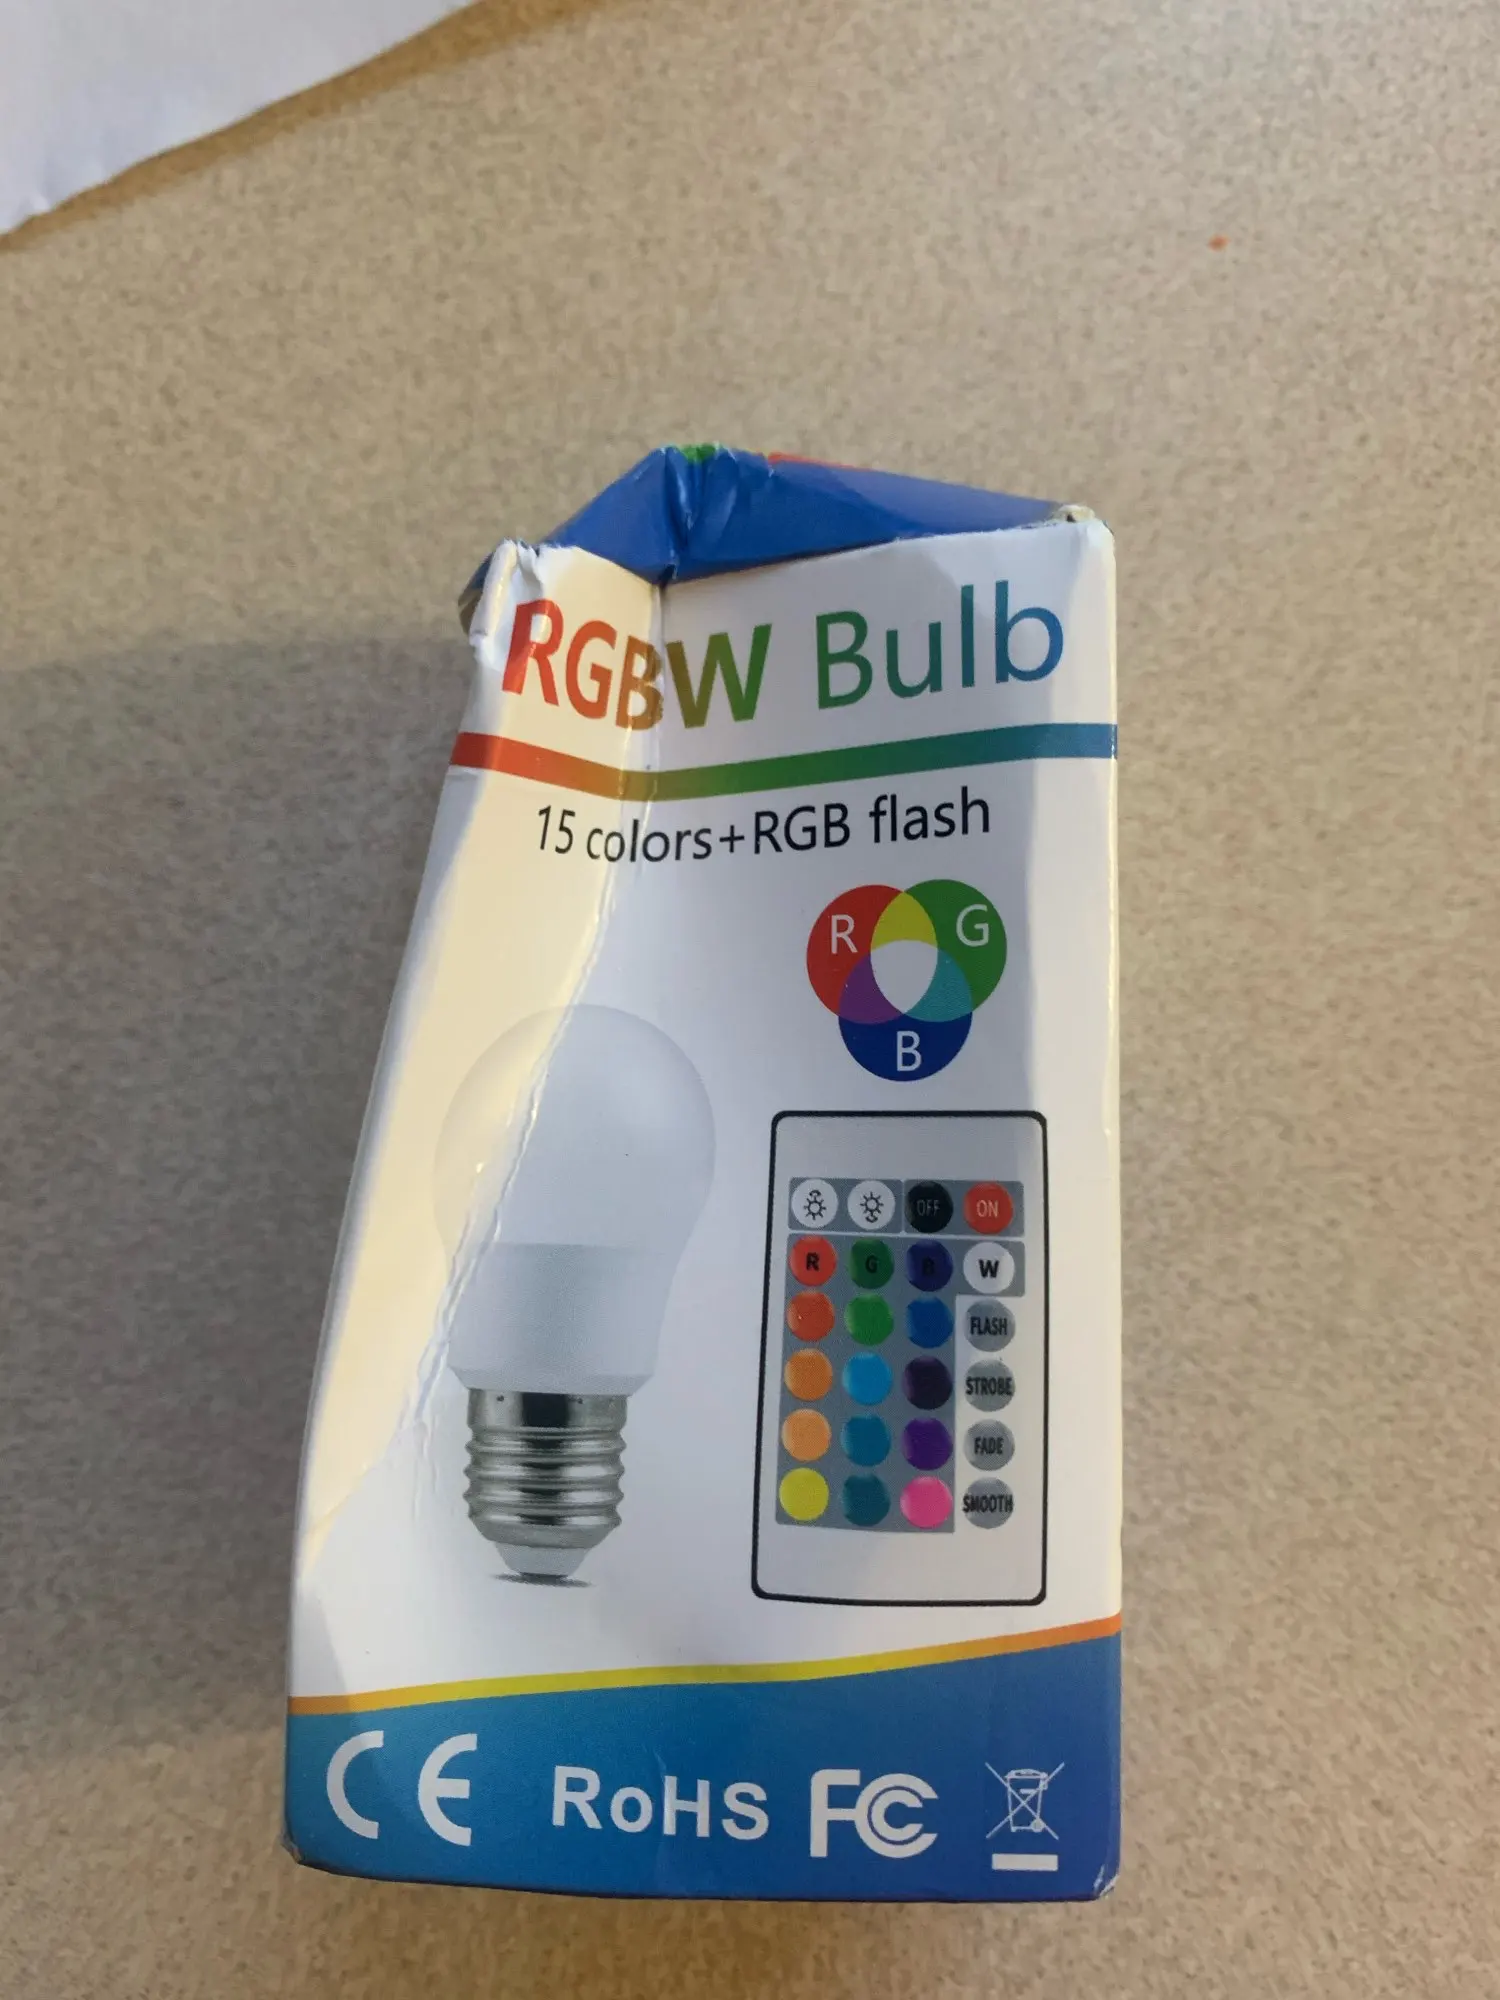 RGBW Bulb
15 colors+RGB flash
R G
B
OFF ON
R G B W
FLASH
STROBE
FADE
SMOOTH
CE RoHS FC